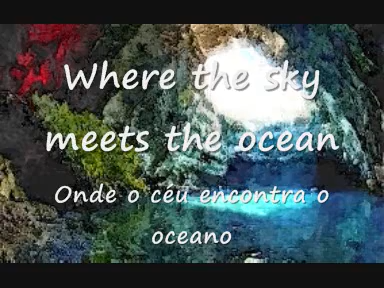 Where the sky
meets the ocean
Onde o céu encontra o
oceano